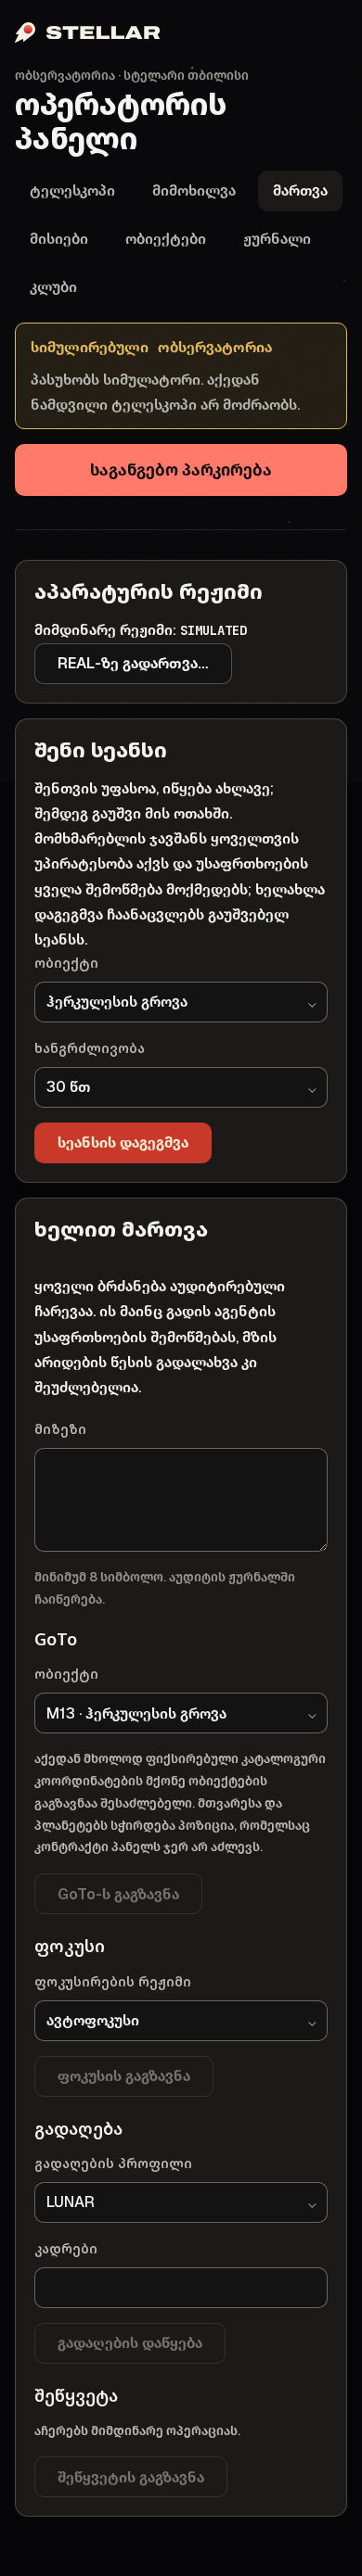 STELLAR
ობსერვატორია · სტელარი თბილისი
ოპერატორის
პანელი
ტელესკოპი მიმოხილვა მართვა
მისიები ობიექტები ჟურნალი
კლუბი
სიმულირებული ობსერვატორია
პასუხობს სიმულატორი. აქედან
ნამდვილი ტელესკოპი არ მოძრაობს.
საგანგებო პარკირება
აპარატურის რეჟიმი
მიმდინარე რეჟიმი: SIMULATED
REAL-ზე გადართვა…
შენი სეანსი
შენთვის უფასოა, იწყება ახლავე;
შემდეგ გაუშვი მის ოთახში.
მომხმარებლის ჯავშანს ყოველთვის
უპირატესობა აქვს და უსაფრთხოების
ყველა შემოწმება მოქმედებს; ხელახლა
დაგეგმვა ჩაანაცვლებს გაუშვებელ
სეანსს.
ობიექტი
ჰერკულესის გროვა
ხანგრძლივობა
30 წთ
სეანსის დაგეგმვა
ხელით მართვა
ყოველი ბრძანება აუდიტირებული
ჩარევაა. ის მაინც გადის აგენტის
უსაფრთხოების შემოწმებას, მზის
არიდების წესის გადალახვა კი
შეუძლებელია.
მიზეზი
მინიმუმ 8 სიმბოლო. აუდიტის ჟურნალში
ჩაიწერება.
GoTo
ობიექტი
M13 · ჰერკულესის გროვა
აქედან მხოლოდ ფიქსირებული კატალოგური
კოორდინატების მქონე ობიექტების
გაგზავნაა შესაძლებელი. მთვარესა და
პლანეტებს სჭირდება პოზიცია, რომელსაც
კონტრაქტი პანელს ჯერ არ აძლევს.
GoTo-ს გაგზავნა
ფოკუსი
ფოკუსირების რეჟიმი
ავტოფოკუსი
ფოკუსის გაგზავნა
გადაღება
გადაღების პროფილი
LUNAR
კადრები
გადაღების დაწყება
შეწყვეტა
აჩერებს მიმდინარე ოპერაციას.
შეწყვეტის გაგზავნა